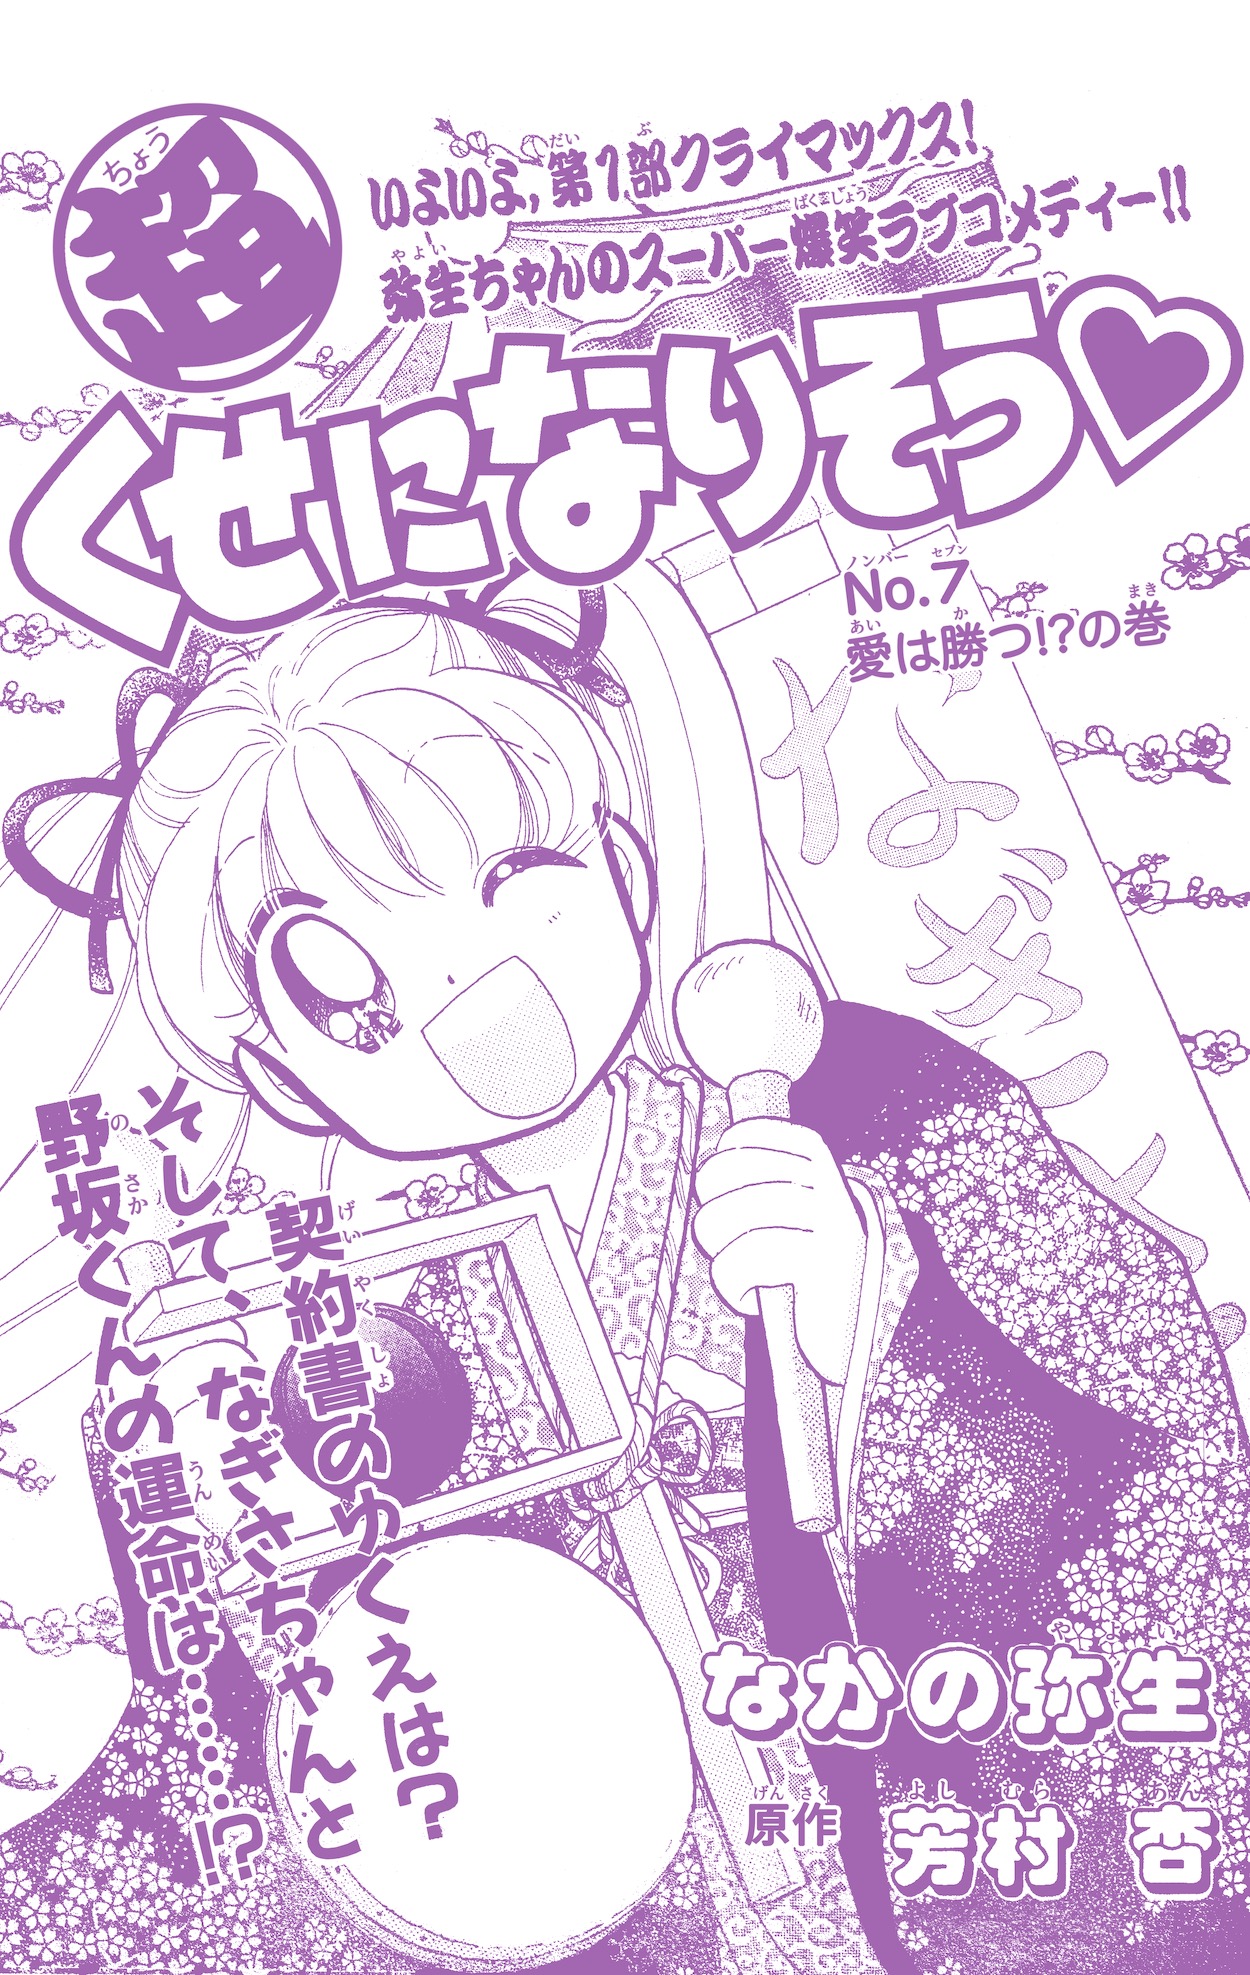 いよいよ,第1部クライマックス!
弥生ちゃんのスーパー爆笑ラブコメディー!!
超
くせになりそう♥
No.7
愛は勝つ!?の巻
なぎさ
契約書のゆくえは?
なぎさちゃんと
そして、
野坂くんの運命は……!?
なかの弥生
原作 芳村 杏